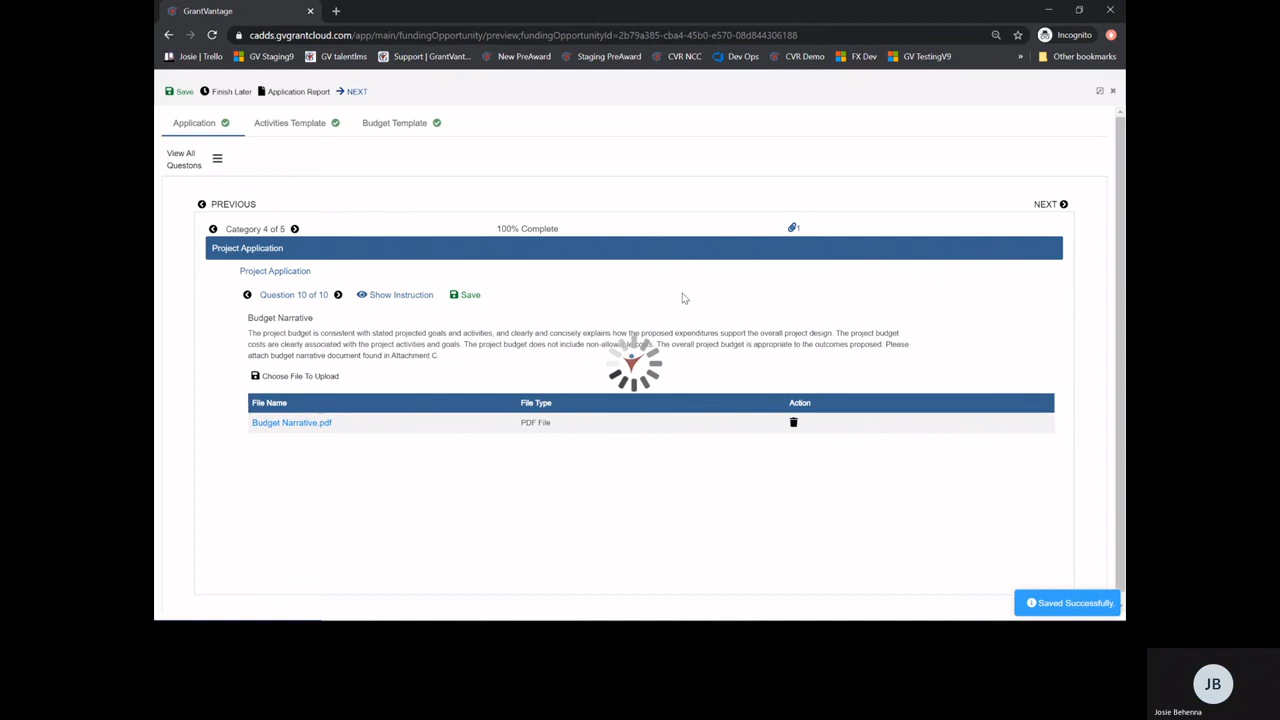 GrantVantage
cadds.gvgrantcloud.com/app/main/fundingOpportunity/preview;fundingOpportunityId=2b79a385-cba4-45b0-e570-08d844306188
Incognito
Josie | Trello
GV Staging9
GV talentlms
Support | GrantVant...
New PreAward
Staging PreAward
CVR NCC
Dev Ops
CVR Demo
FX Dev
GV TestingV9
»
Other bookmarks
Save
Finish Later
Application Report
NEXT
Application
Activities Template
Budget Template
View All
Questons
PREVIOUS
NEXT
Category 4 of 5
100% Complete
1
Project Application
Project Application
Question 10 of 10
Show Instruction
Save
Budget Narrative
The project budget is consistent with stated projected goals and activities, and clearly and concisely explains how the proposed expenditures support the overall project design. The project budget
costs are clearly associated with the project activities and goals. The project budget does not include non-allowable costs. The overall project budget is appropriate to the outcomes proposed. Please
attach budget narrative document found in Attachment C.
Choose File To Upload
File Name
File Type
Action
Budget Narrative.pdf
PDF File
Saved Successfully.
JB
Josie Behenna